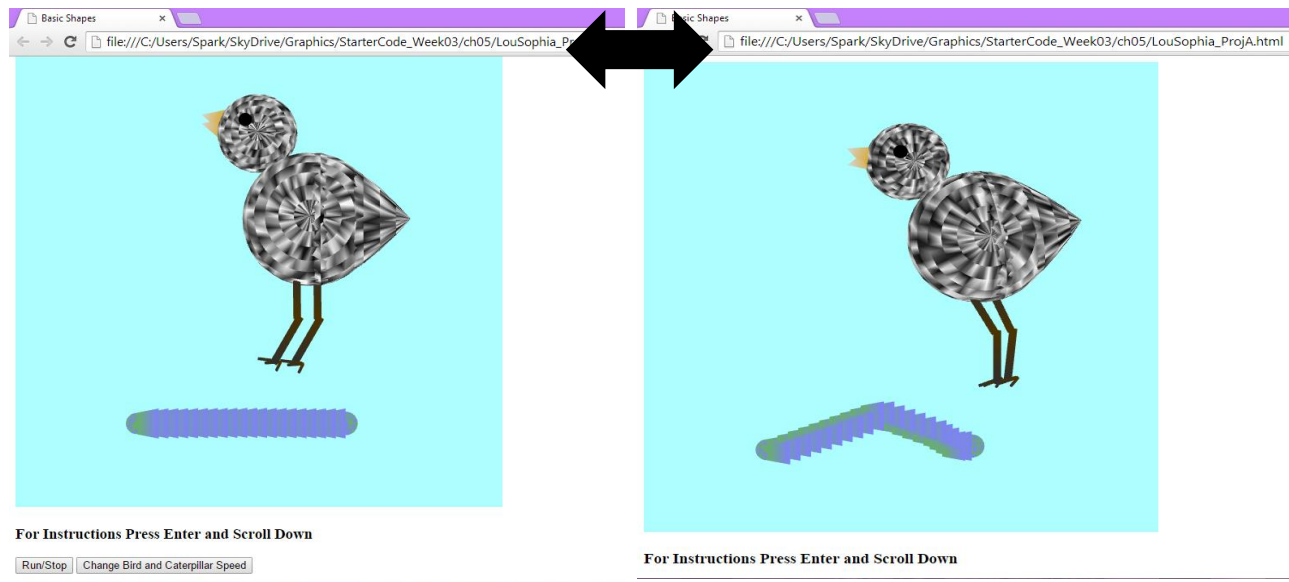 Basic Shapes
file:///C:/Users/Spark/SkyDrive/Graphics/StarterCode_Week03/ch05/LouSophia_Pr
For Instructions Press Enter and Scroll Down
Run/Stop Change Bird and Caterpillar Speed
Basic Shapes
file:///C:/Users/Spark/SkyDrive/Graphics/StarterCode_Week03/ch05/LouSophia_ProjA.html
For Instructions Press Enter and Scroll Down